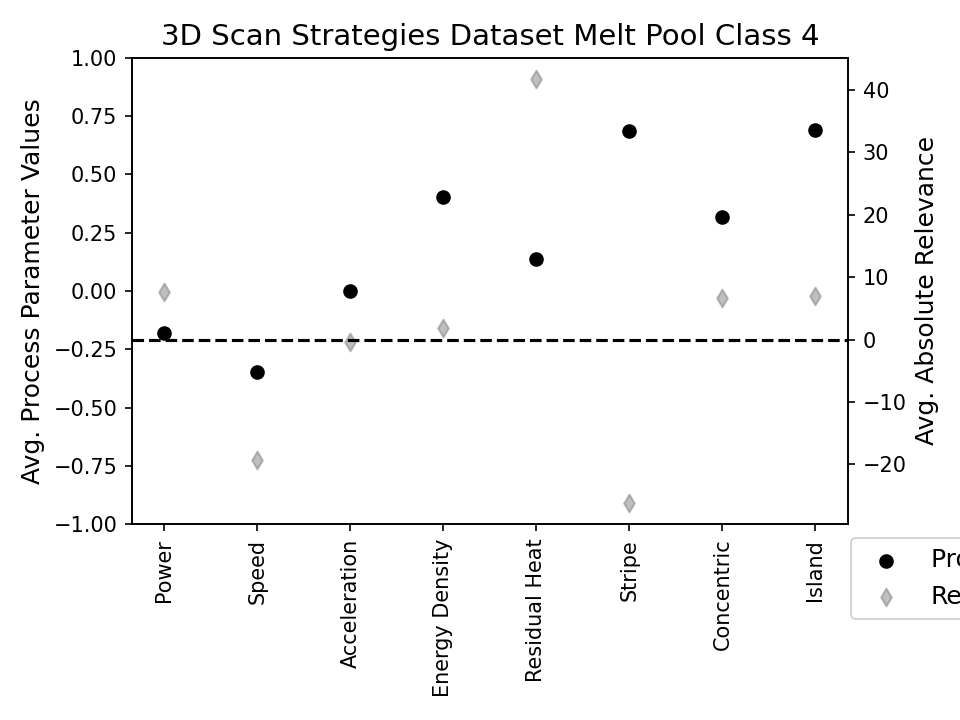 3D Scan Strategies Dataset Melt Pool Class 4
Avg. Process Parameter Values
1.00
0.75
0.50
0.25
0.00
−0.25
−0.50
−0.75
−1.00
40
30
20
10
0
−10
−20
Avg. Absolute Relevance
Power
Speed
Acceleration
Energy Density
Residual Heat
Stripe
Concentric
Island